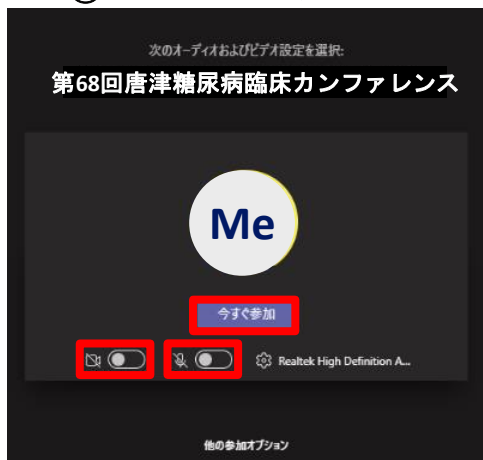 次のオーディオおよびビデオ設定を選択:
第68回唐津糖尿病臨床カンファレンス
Me
今すぐ参加
Realtek High Definition A...
他の参加オプション